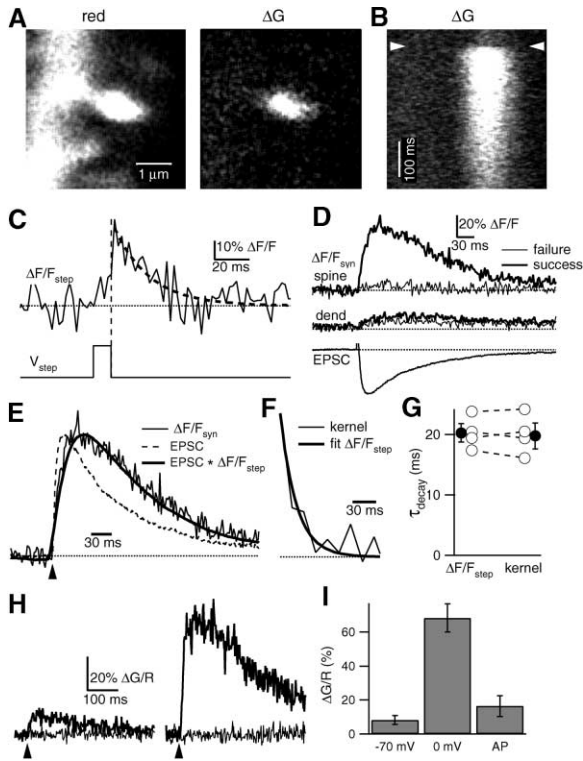 A red ΔG B ΔG
1 μm
100 ms
C D
10% ΔF/F
20 ms
ΔF/Fstep
Vstep
20% ΔF/F
30 ms
failure
success
ΔF/Fsyn
spine
dend
EPSC
E F G
ΔF/Fsyn
EPSC
EPSC * ΔF/Fstep
30 ms
kernel
fit ΔF/Fstep
30 ms
τdecay (ms)
20
10
0
ΔF/Fstep kernel
H I
20% ΔG/R
100 ms
ΔG/R (%)
60
40
20
0
-70 mV 0 mV AP